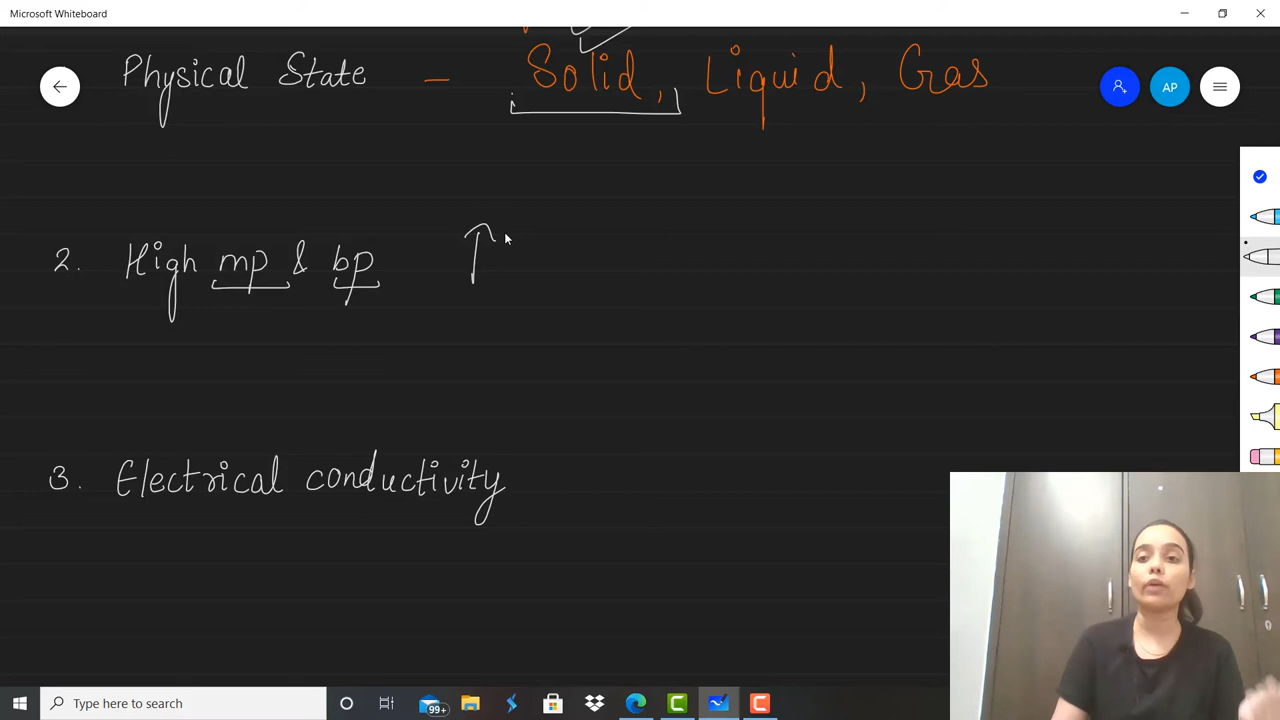 Microsoft Whiteboard
Physical State - Solid, Liquid, Gas
AP
2. High mp & bp ↑
3. Electrical conductivity
Type here to search
99+